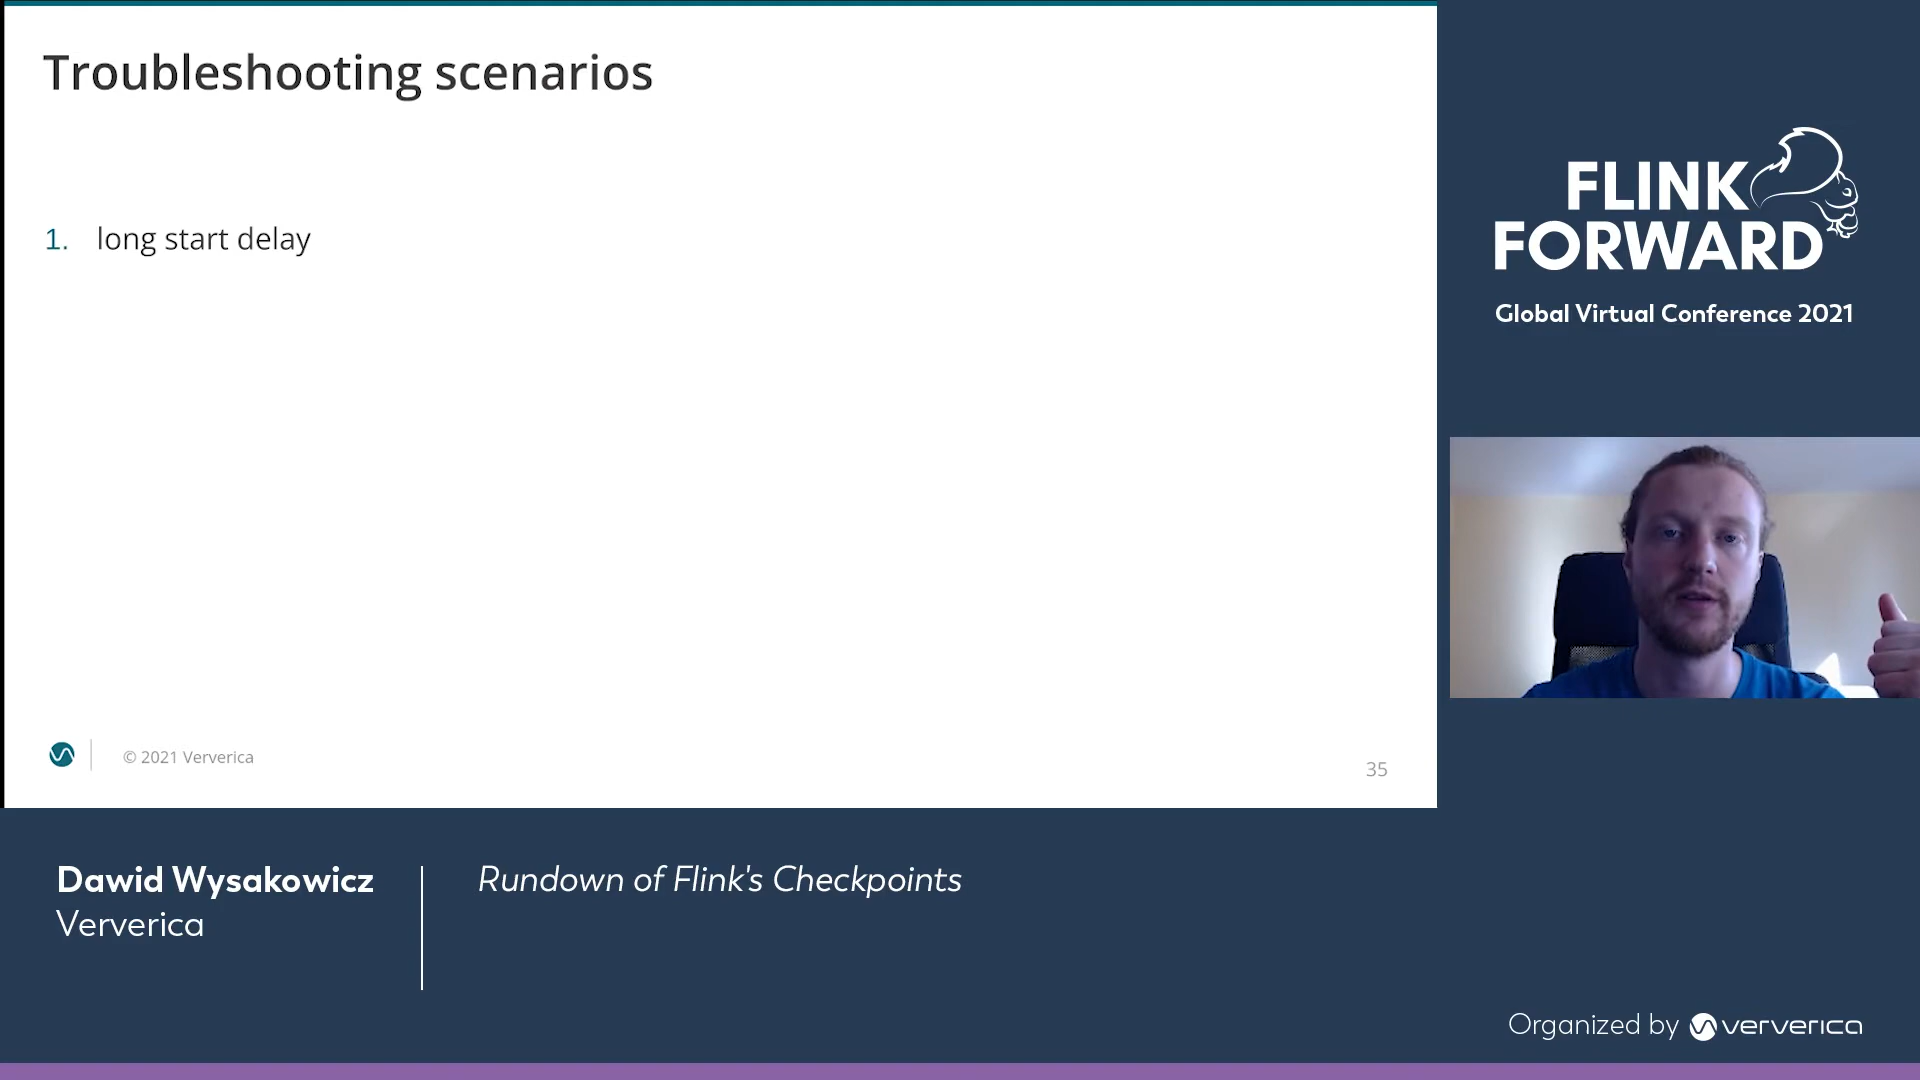 Troubleshooting scenarios
1. long start delay
© 2021 Ververica
35
FLINK
FORWARD
Global Virtual Conference 2021
Dawid Wysakowicz
Ververica
Rundown of Flink's Checkpoints
Organized by ververica